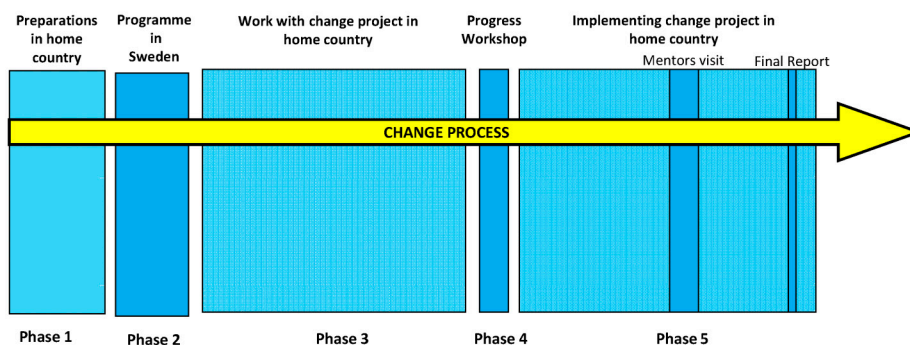 Preparations
in home
country
Programme
in
Sweden
Work with change project in
home country
Progress
Workshop
Implementing change project in
home country
Mentors visit
Final Report
CHANGE PROCESS
Phase 1
Phase 2
Phase 3
Phase 4
Phase 5